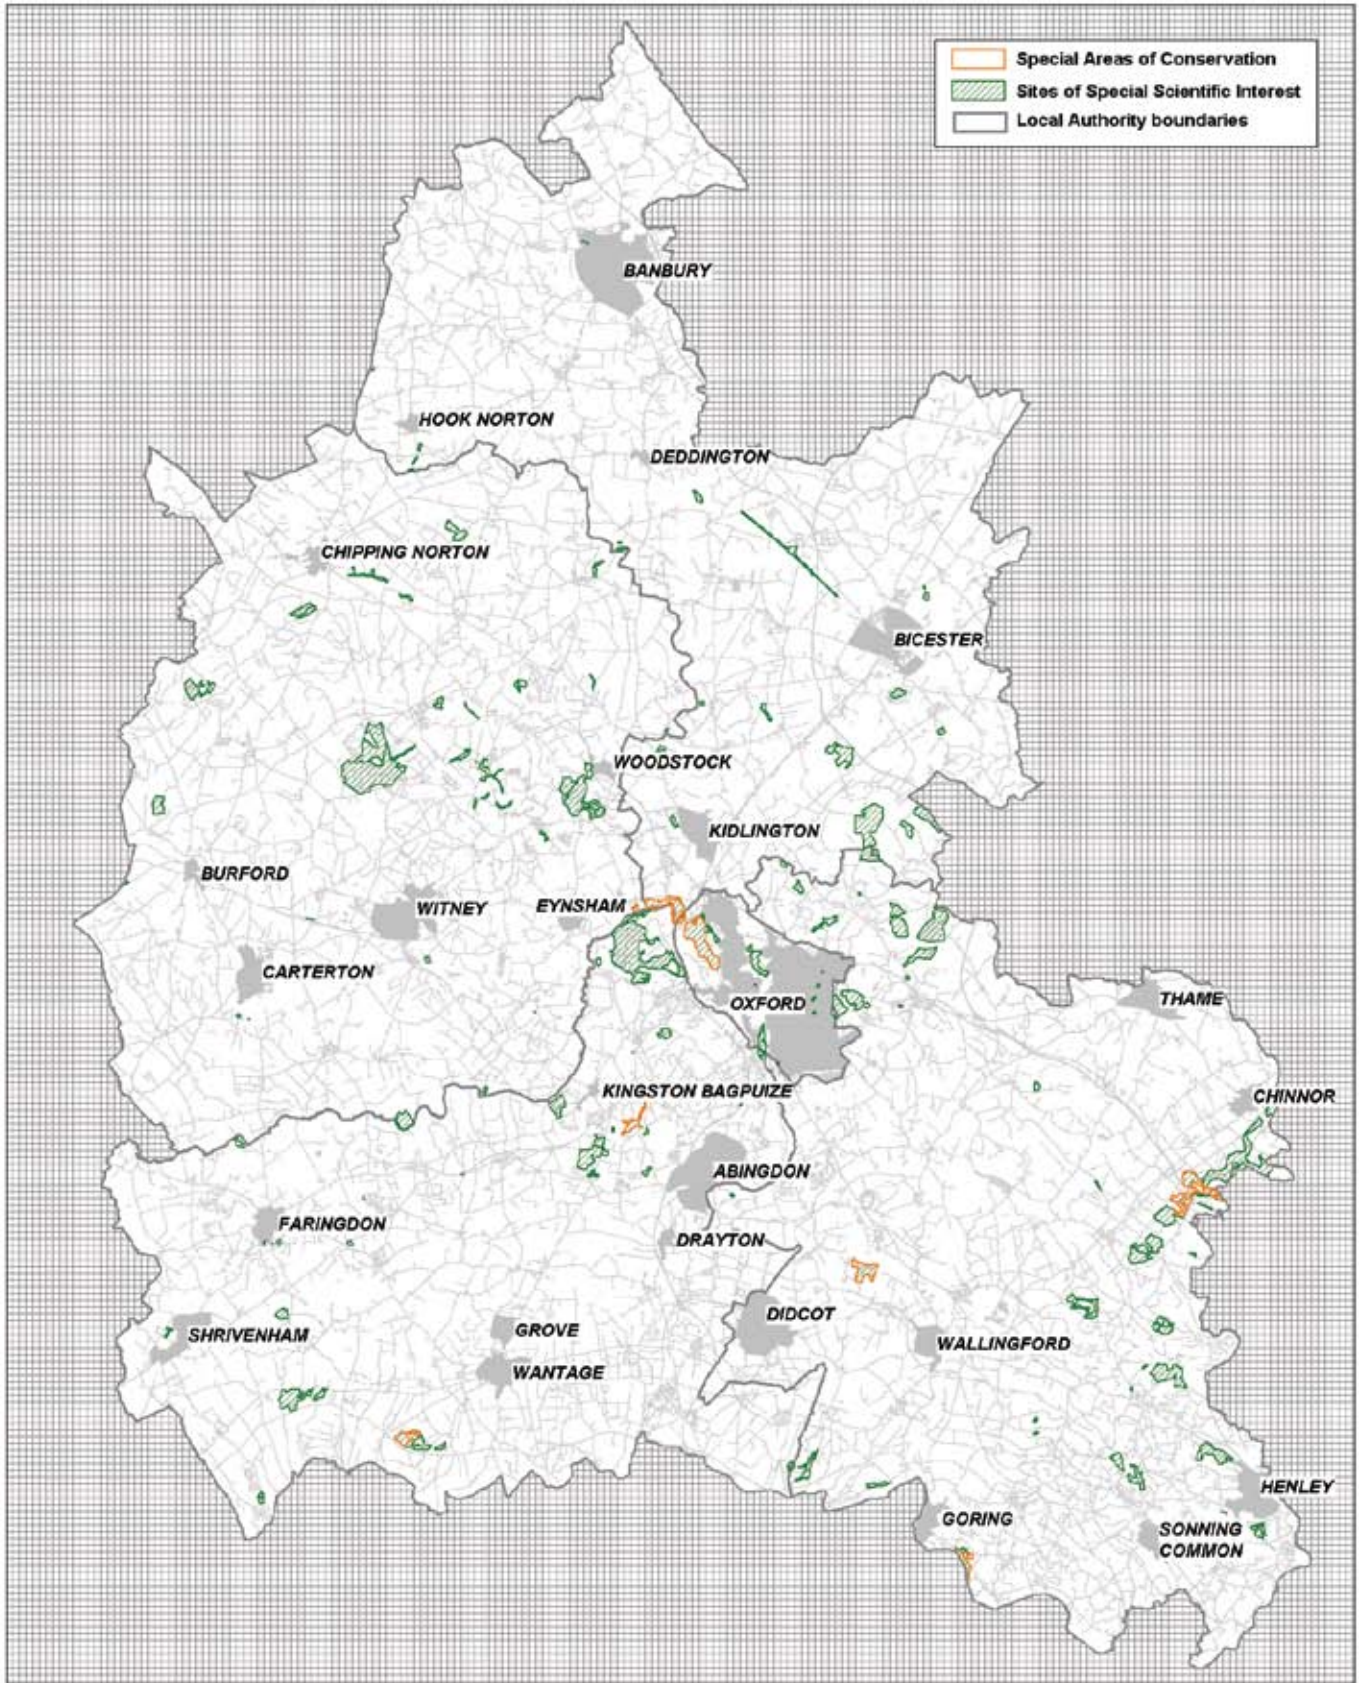 Special Areas of Conservation
Sites of Special Scientific Interest
Local Authority boundaries
BANBURY
HOOK NORTON
DEDDINGTON
CHIPPING NORTON
BICESTER
WOODSTOCK
KIDLINGTON
BURFORD
WITNEY
EYNSHAM
CARTERTON
OXFORD
THAME
KINGSTON BAGPUIZE
CHINNOR
ABINGDON
FARINGDON
DRAYTON
DIDCOT
SHRIVENHAM
GROVE
WALLINGFORD
WANTAGE
HENLEY
GORING
SONNING
COMMON